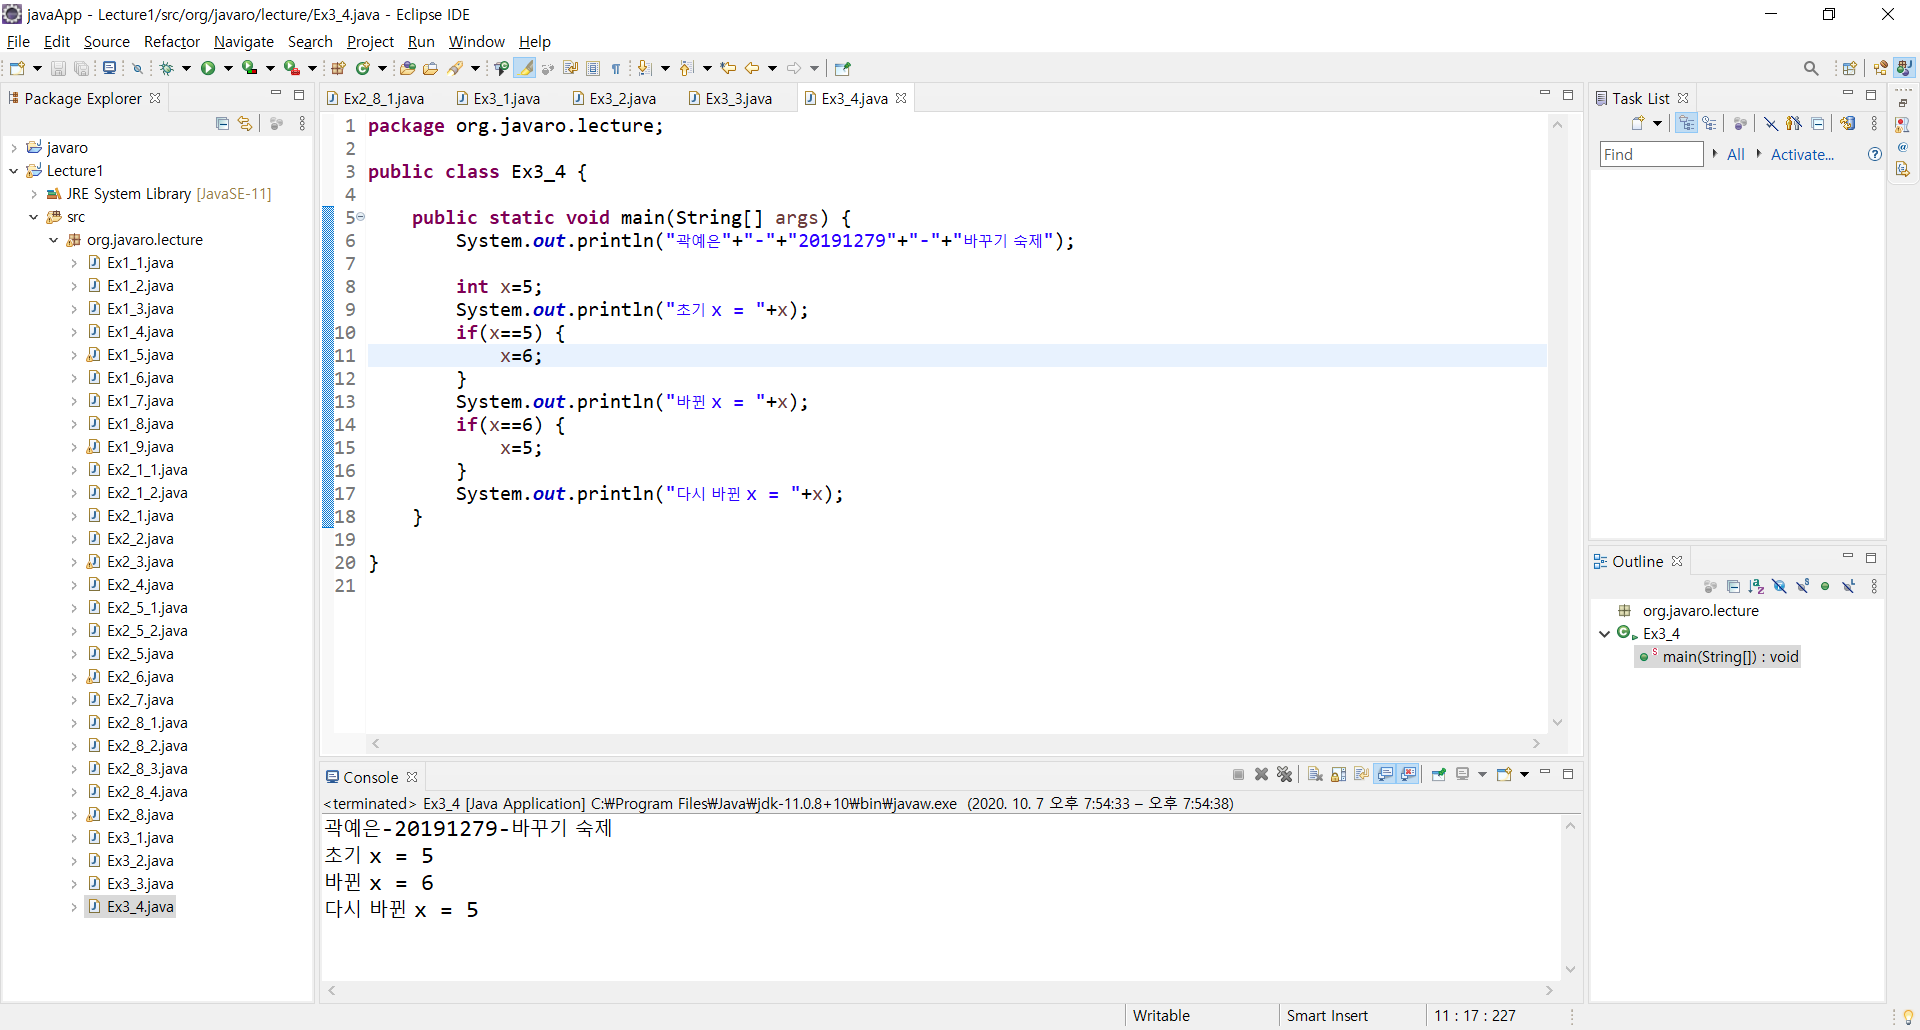 javaApp - Lecture1/src/org/javaro/lecture/Ex3_4.java - Eclipse IDE
File Edit Source Refactor Navigate Search Project Run Window Help
Package Explorer
javaro
Lecture1
JRE System Library [JavaSE-11]
src
org.javaro.lecture
Ex1_1.java
Ex1_2.java
Ex1_3.java
Ex1_4.java
Ex1_5.java
Ex1_6.java
Ex1_7.java
Ex1_8.java
Ex1_9.java
Ex2_1_1.java
Ex2_1_2.java
Ex2_1.java
Ex2_2.java
Ex2_3.java
Ex2_4.java
Ex2_5_1.java
Ex2_5_2.java
Ex2_5.java
Ex2_6.java
Ex2_7.java
Ex2_8_1.java
Ex2_8_2.java
Ex2_8_3.java
Ex2_8_4.java
Ex2_8.java
Ex3_1.java
Ex3_2.java
Ex3_3.java
Ex3_4.java
Ex2_8_1.java Ex3_1.java Ex3_2.java Ex3_3.java Ex3_4.java
1 package org.javaro.lecture;
2
3 public class Ex3_4 {
4
5 public static void main(String[] args) {
6 System.out.println("곽예은"+"-"+"20191279"+"-"+"바꾸기 숙제");
7
8 int x=5;
9 System.out.println("초기 x = "+x);
10 if(x==5) {
11 x=6;
12 }
13 System.out.println("바뀐 x = "+x);
14 if(x==6) {
15 x=5;
16 }
17 System.out.println("다시 바뀐 x = "+x);
18 }
19
20 }
21
Console
<terminated> Ex3_4 [Java Application] C:₩Program Files₩Java₩jdk-11.0.8+10₩bin₩javaw.exe (2020. 10. 7 오후 7:54:33 – 오후 7:54:38)
곽예은-20191279-바꾸기 숙제
초기 x = 5
바뀐 x = 6
다시 바뀐 x = 5
Task List
Find All Activate...
Outline
org.javaro.lecture
Ex3_4
main(String[]) : void
Writable Smart Insert 11 : 17 : 227